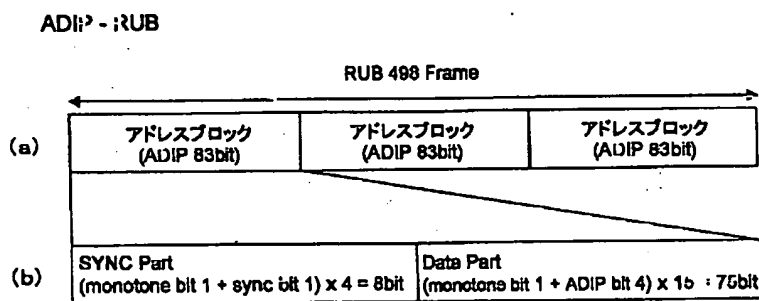 ADIP - RUB
RUB 498 Frame
(a)
アドレスブロック
(ADIP 83bit)
アドレスブロック
(ADIP 83bit)
アドレスブロック
(ADIP 83bit)
(b)
SYNC Part
(monotone bit 1 + sync bit 1) x 4 = 8bit
Data Part
(monotone bit 1 + ADIP bit 4) x 15 = 75bit